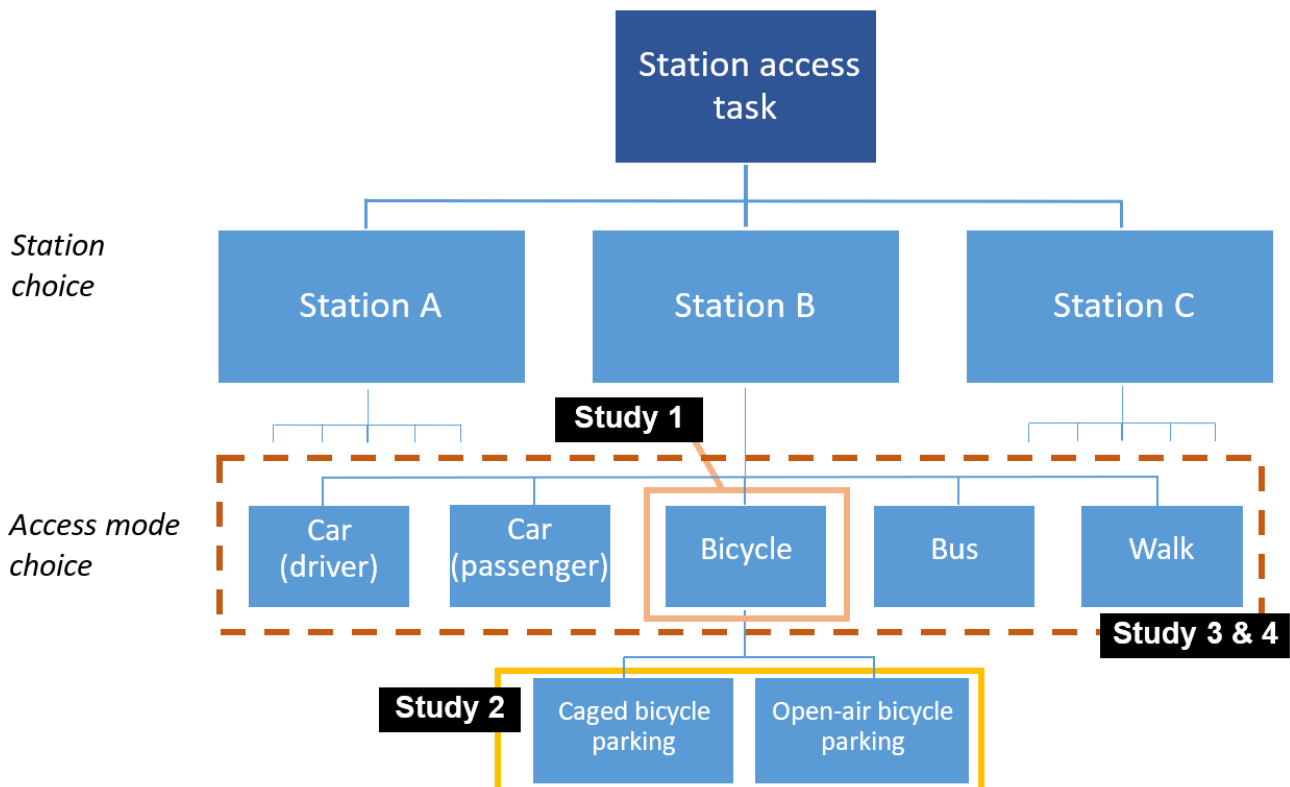 Station access
task
Station
choice
Station A
Station B
Station C
Study 1
Access mode
choice
Car
(driver)
Car
(passenger)
Bicycle
Bus
Walk
Study 3 & 4
Study 2
Caged bicycle
parking
Open-air bicycle
parking